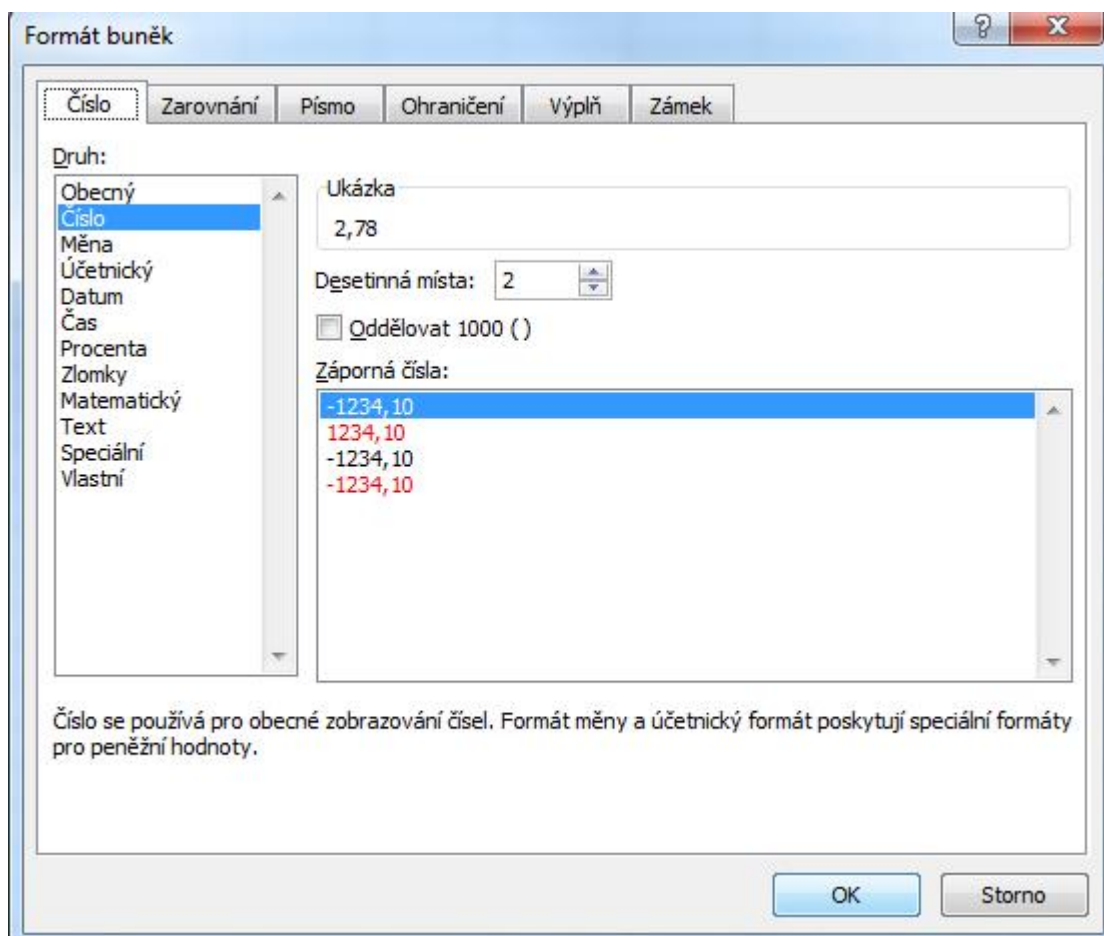 Formát buněk
Číslo Zarovnání Písmo Ohraničení Výplň Zámek
Druh:
Obecný
Číslo
Měna
Účetnický
Datum
Čas
Procenta
Zlomky
Matematický
Text
Speciální
Vlastní
Ukázka
2,78
Desetinná místa: 2
Oddělovat 1000 ( )
Záporná čísla:
-1234,10
1234,10
-1234,10
-1234,10
Číslo se používá pro obecné zobrazování čísel. Formát měny a účetnický formát poskytují speciální formáty
pro peněžní hodnoty.
OK Storno